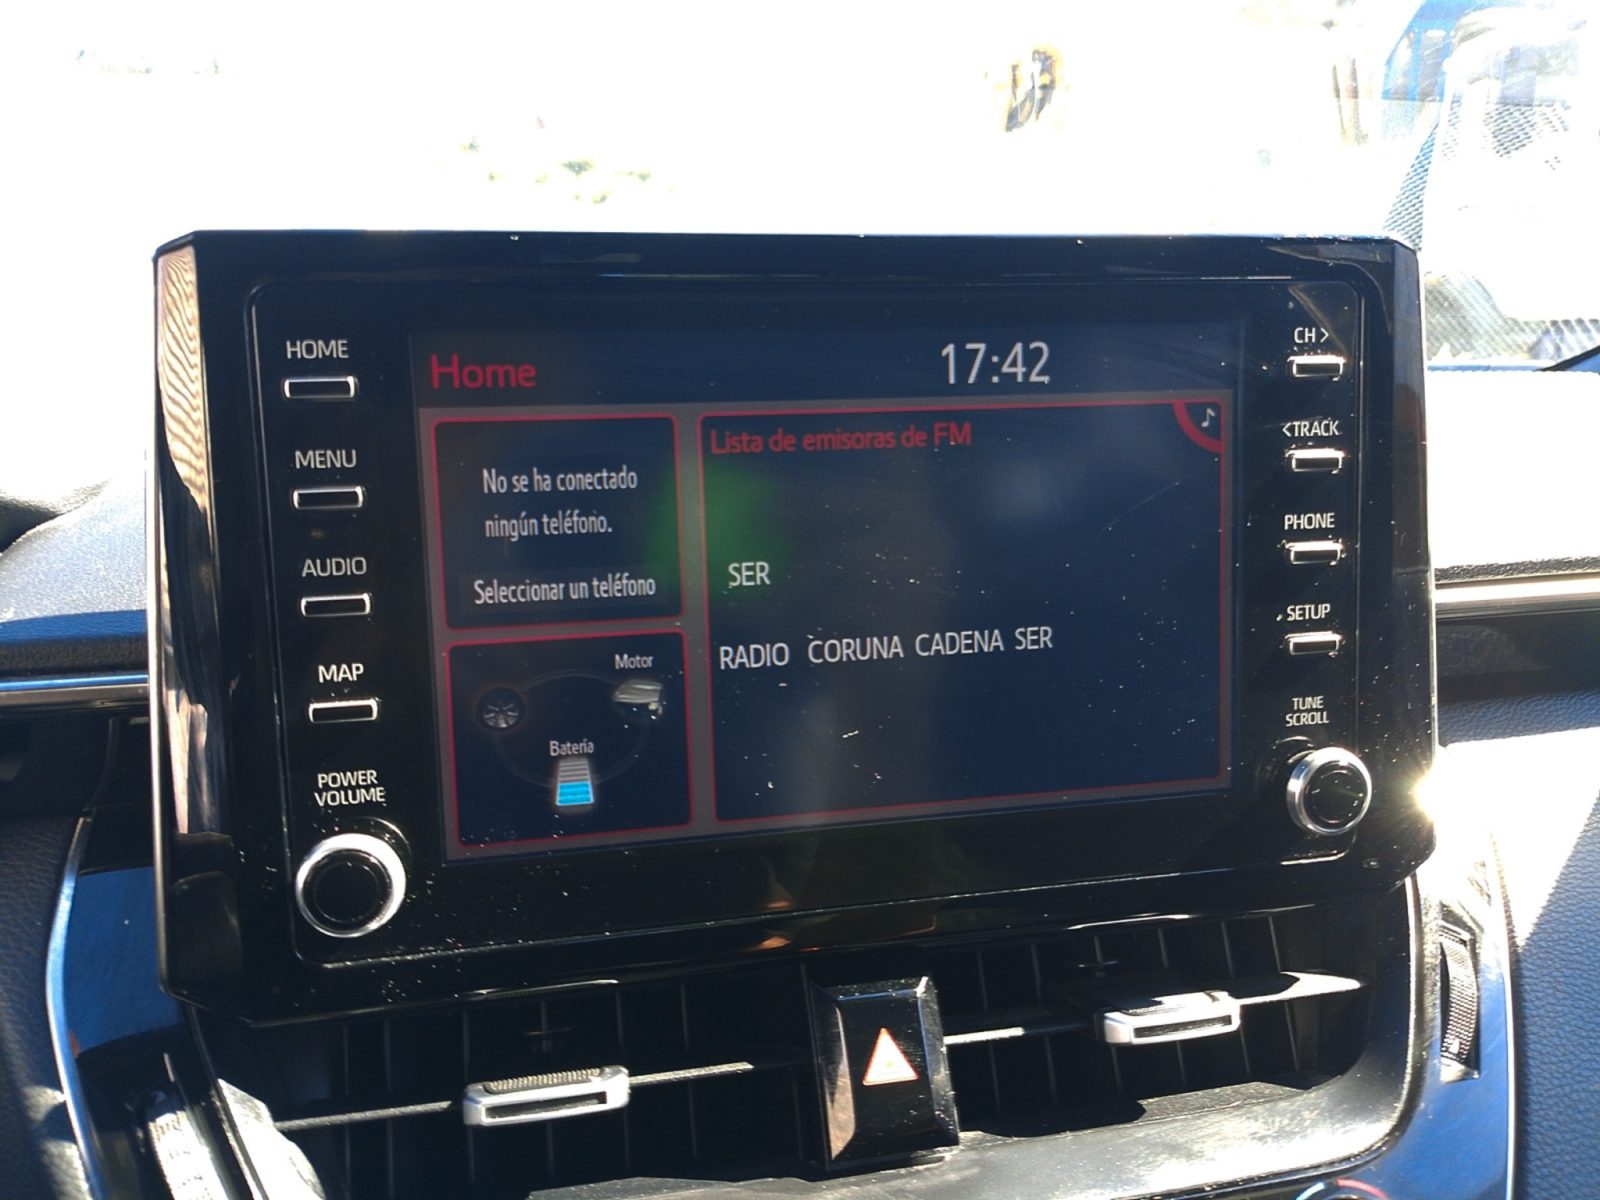 HOME
MENU
AUDIO
MAP
POWER
VOLUME
Home
17:42
No se ha conectado
ningún teléfono.
Seleccionar un teléfono
Motor
Batería
Lista de emisoras de FM
SER
RADIO CORUNA CADENA SER
CH >
< TRACK
PHONE
SETUP
TUNE
SCROLL